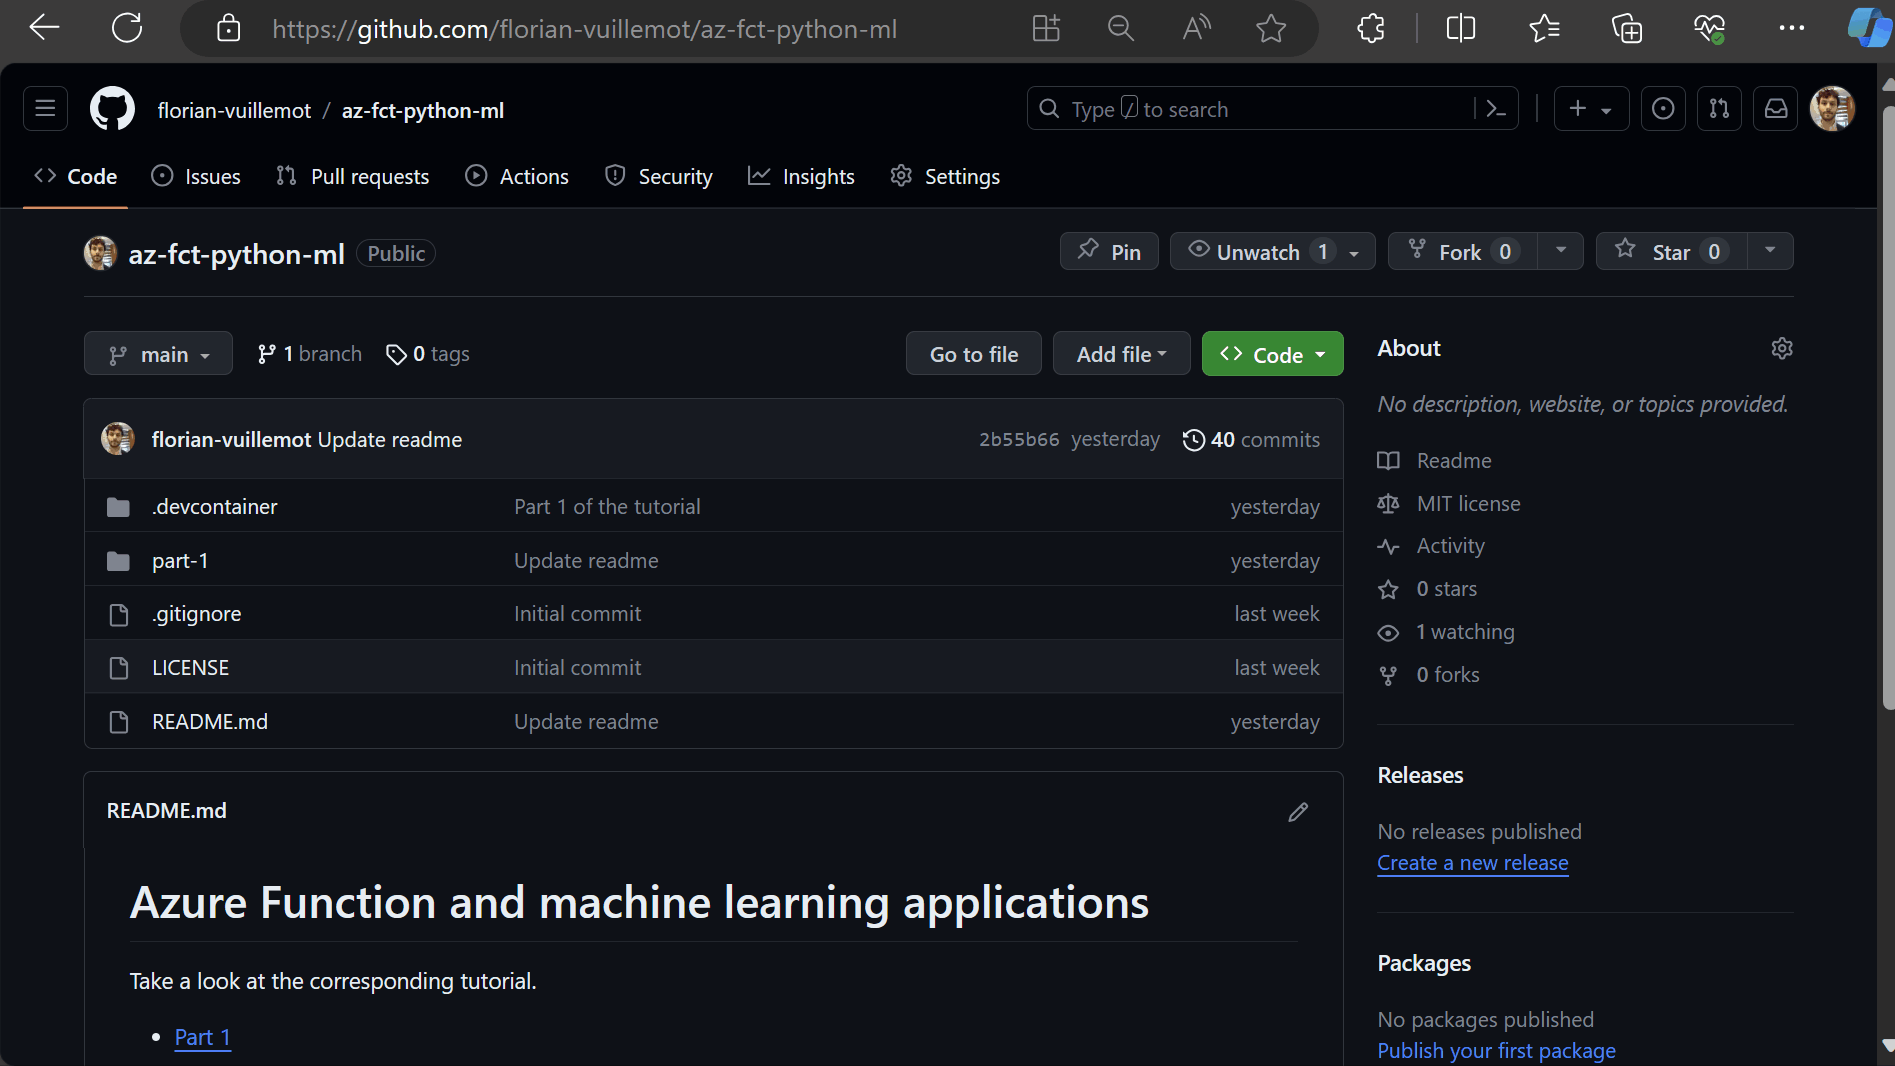 https://github.com/florian-vuillemot/az-fct-python-ml
florian-vuillemot / az-fct-python-ml
Type / to search
Code Issues Pull requests Actions Security Insights Settings
az-fct-python-ml Public
Pin Unwatch 1 Fork 0 Star 0
main 1 branch 0 tags
Go to file Add file Code
florian-vuillemot Update readme 2b55b66 yesterday 40 commits
.devcontainer Part 1 of the tutorial yesterday
part-1 Update readme yesterday
.gitignore Initial commit last week
LICENSE Initial commit last week
README.md Update readme yesterday
README.md
Azure Function and machine learning applications
Take a look at the corresponding tutorial.
• Part 1
About
No description, website, or topics provided.
Readme
MIT license
Activity
0 stars
1 watching
0 forks
Releases
No releases published
Create a new release
Packages
No packages published
Publish your first package